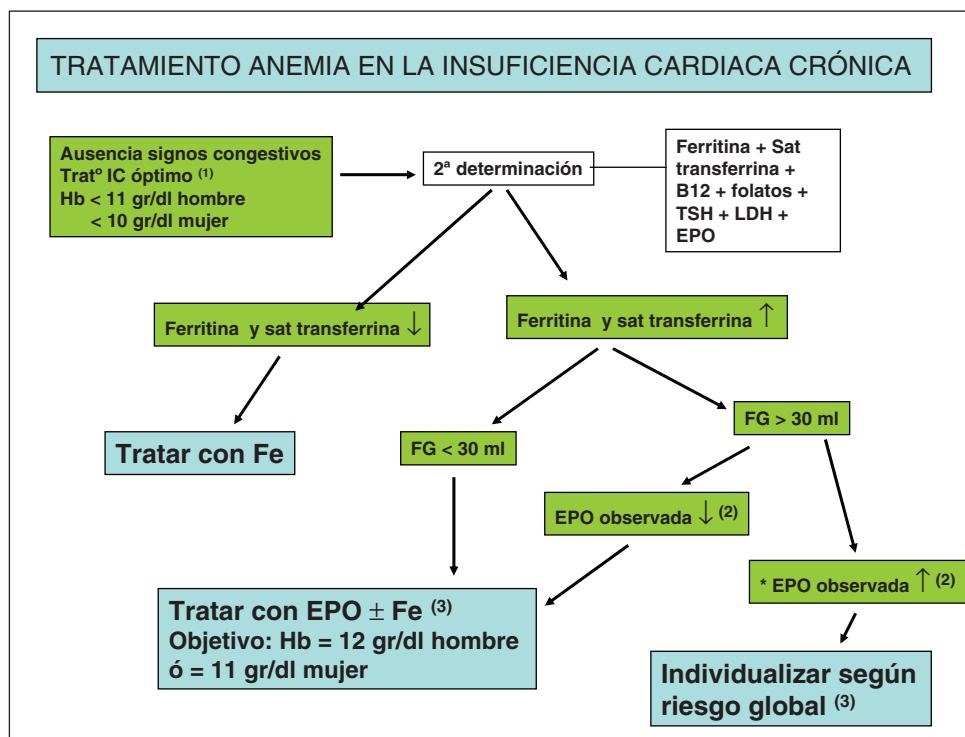 TRATAMIENTO ANEMIA EN LA INSUFICIENCIA CARDIACA CRÓNICA
Ausencia signos congestivos
Tratº IC óptimo (1)
Hb < 11 gr/dl hombre
< 10 gr/dl mujer
2ª determinación
Ferritina + Sat
transferrina +
B12 + folatos +
TSH + LDH +
EPO
Ferritina y sat transferrina ↓
Ferritina y sat transferrina ↑
Tratar con Fe
FG < 30 ml
FG > 30 ml
EPO observada ↓ (2)
* EPO observada ↑ (2)
Tratar con EPO ± Fe (3)
Objetivo: Hb = 12 gr/dl hombre
ó = 11 gr/dl mujer
Individualizar según
riesgo global (3)